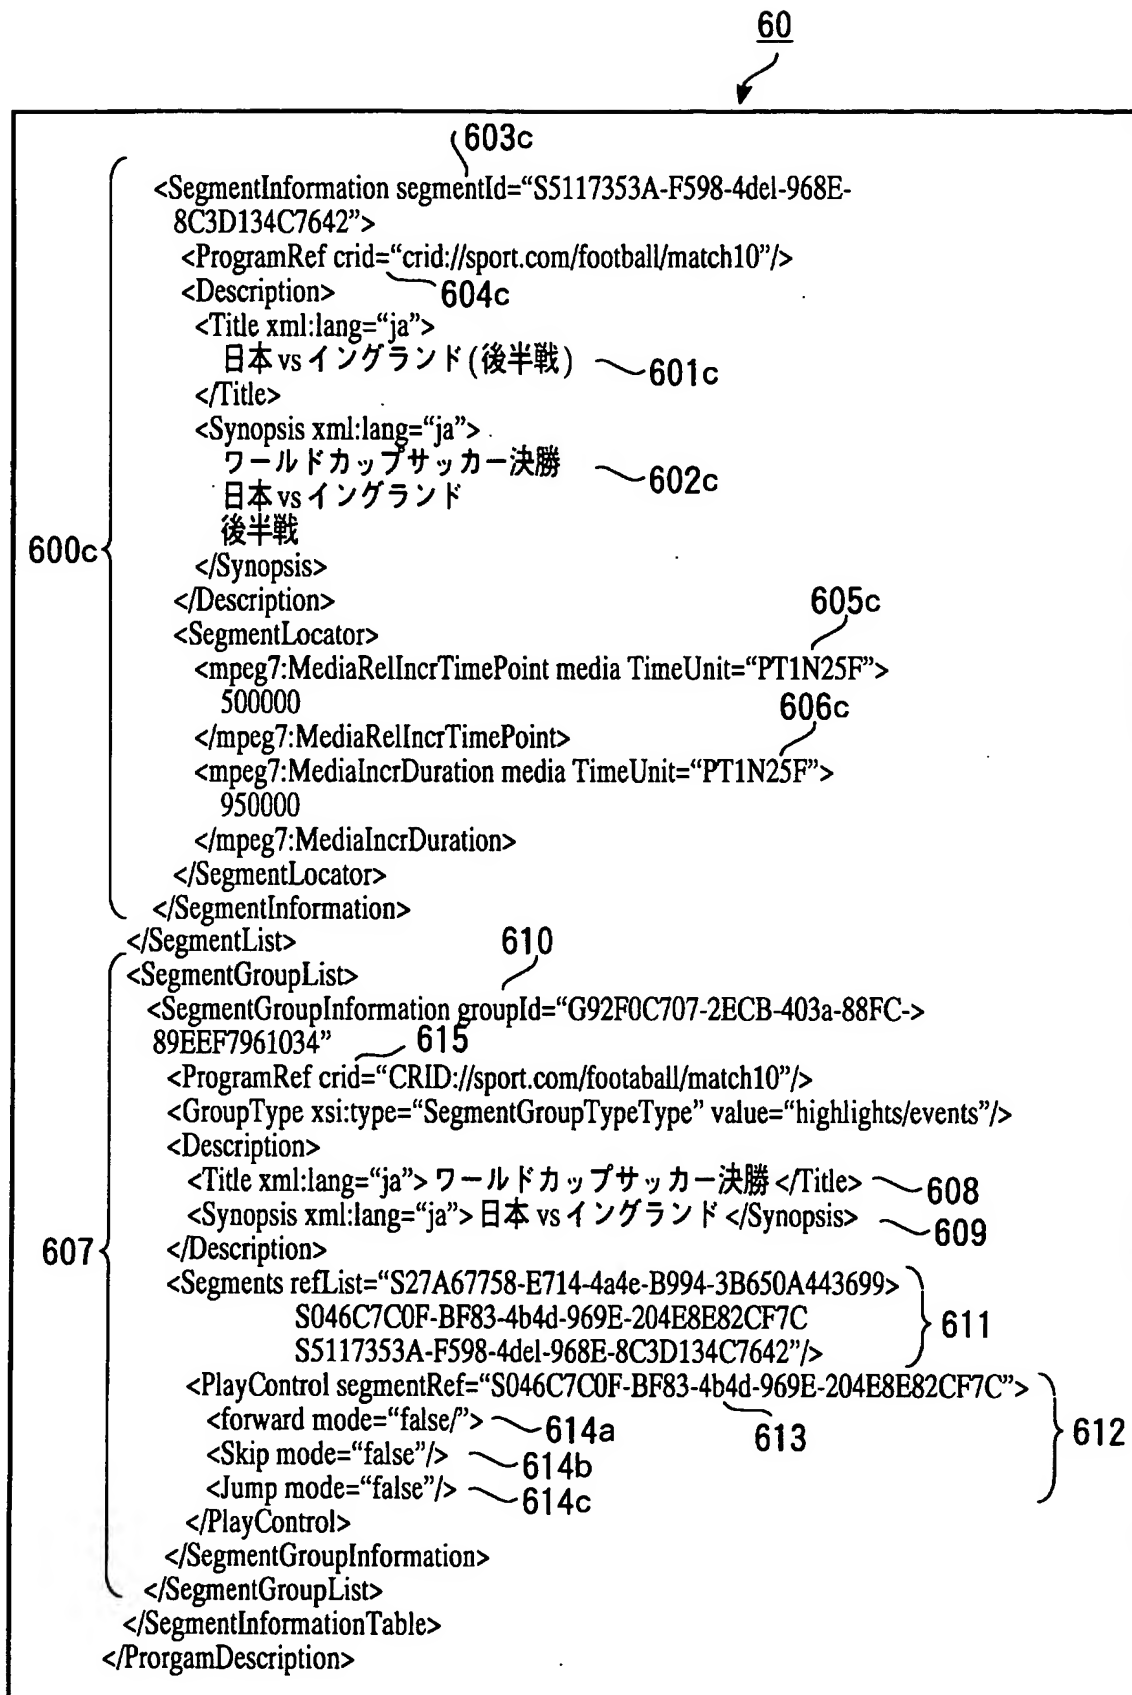 60
603c
<SegmentInformation segmentId=“S5117353A-F598-4del-968E-
8C3D134C7642”>
<ProgramRef crid=“crid://sport.com/football/match10”/>
<Description> 604c
<Title xml:lang=“ja”>
日本 vs イングランド (後半戦) 601c
</Title>
<Synopsis xml:lang=“ja”>
ワールドカップサッカー決勝 602c
日本 vs イングランド
後半戦
600c
</Synopsis>
</Description> 605c
<SegmentLocator>
<mpeg7:MediaRelIncrTimePoint media TimeUnit=“PT1N25F”>
500000 606c
</mpeg7:MediaRelIncrTimePoint>
<mpeg7:MediaIncrDuration media TimeUnit=“PT1N25F”>
950000
</mpeg7:MediaIncrDuration>
</SegmentLocator>
</SegmentInformation>
</SegmentList> 610
<SegmentGroupList>
<SegmentGroupInformation groupId=“G92F0C707-2ECB-403a-88FC->
89EEF7961034” 615
<ProgramRef crid=“CRID://sport.com/footaball/match10”/>
<GroupType xsi:type=“SegmentGroupTypeType” value=“highlights/events”/>
<Description>
<Title xml:lang=“ja”> ワールドカップサッカー決勝 </Title> 608
<Synopsis xml:lang=“ja”> 日本 vs イングランド </Synopsis> 609
607 </Description>
<Segments refList=“S27A67758-E714-4a4e-B994-3B650A443699>
S046C7C0F-BF83-4b4d-969E-204E8E82CF7C 611
S5117353A-F598-4del-968E-8C3D134C7642”/>
<PlayControl segmentRef=“S046C7C0F-BF83-4b4d-969E-204E8E82CF7C”>
<forward mode=“false/”> 614a 613 612
<Skip mode=“false”/> 614b
<Jump mode=“false”/> 614c
</PlayControl>
</SegmentGroupInformation>
</SegmentGroupList>
</SegmentInformationTable>
</ProrgamDescription>